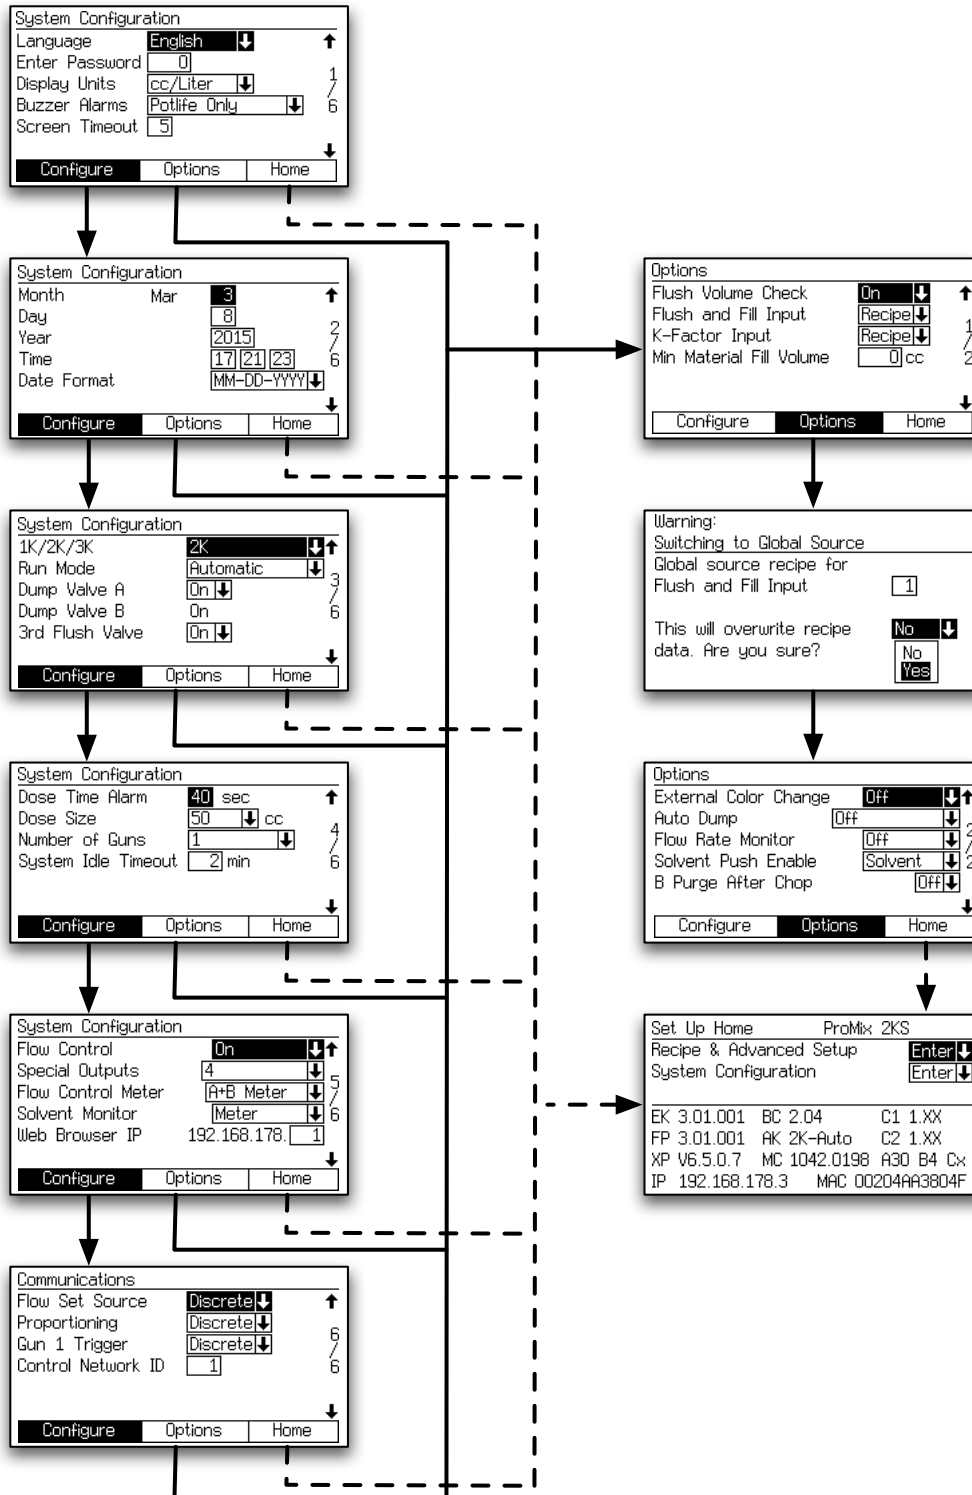 System Configuration
Language English
Enter Password 0
Display Units cc/Liter
Buzzer Alarms Potlife Only
Screen Timeout 5
1/6
Configure Options Home
System Configuration
Month Mar 3
Day 8
Year 2015
Time 17 21 23
Date Format MM-DD-YYYY
2/6
Configure Options Home
System Configuration
1K/2K/3K 2K
Run Mode Automatic
Dump Valve A On
Dump Valve B On
3rd Flush Valve On
3/6
Configure Options Home
System Configuration
Dose Time Alarm 40 sec
Dose Size 50 cc
Number of Guns 1
System Idle Timeout 2 min
4/6
Configure Options Home
System Configuration
Flow Control On
Special Outputs 4
Flow Control Meter A+B Meter
Solvent Monitor Meter
Web Browser IP 192.168.178. 1
5/6
Configure Options Home
Communications
Flow Set Source Discrete
Proportioning Discrete
Gun 1 Trigger Discrete
Control Network ID 1
6/6
Configure Options Home
Options
Flush Volume Check On
Flush and Fill Input Recipe
K-Factor Input Recipe
Min Material Fill Volume 0 cc
1/2
Configure Options Home
Warning:
Switching to Global Source
Global source recipe for
Flush and Fill Input 1
This will overwrite recipe No
data. Are you sure? No
Yes
Options
External Color Change Off
Auto Dump Off
Flow Rate Monitor Off
Solvent Push Enable Solvent
B Purge After Chop Off
2/2
Configure Options Home
Set Up Home ProMix 2KS
Recipe & Advanced Setup Enter
System Configuration Enter
EK 3.01.001 BC 2.04 C1 1.XX
FP 3.01.001 AK 2K-Auto C2 1.XX
XP V6.5.0.7 MC 1042.0198 A30 B4 Cx
IP 192.168.178.3 MAC 00204AA3804F